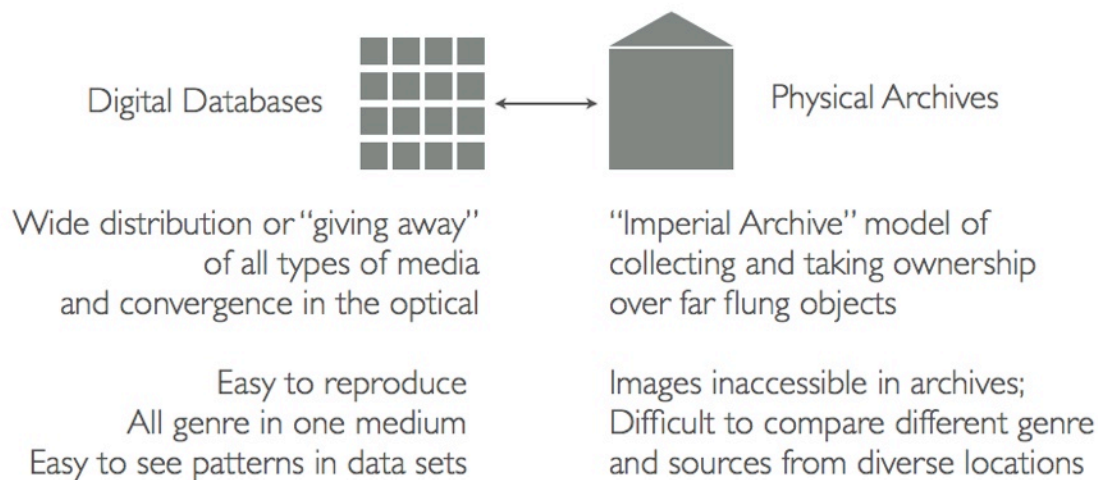 Digital Databases
Physical Archives
Wide distribution or “giving away”
of all types of media
and convergence in the optical
“Imperial Archive” model of
collecting and taking ownership
over far flung objects
Easy to reproduce
All genre in one medium
Easy to see patterns in data sets
Images inaccessible in archives;
Difficult to compare different genre
and sources from diverse locations